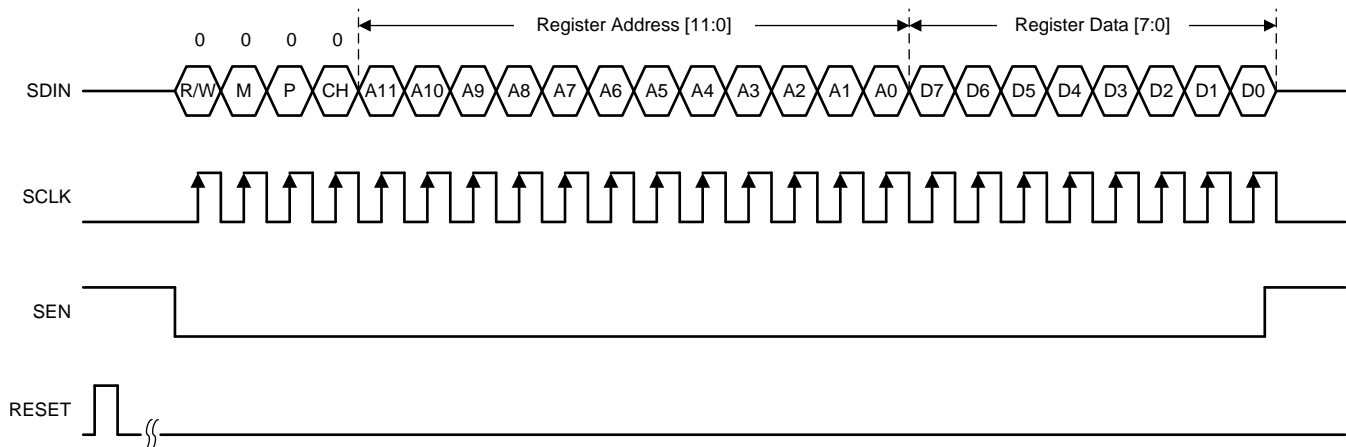 Register Address [11:0] Register Data [7:0]
0 0 0 0
SDIN R/W M P CH A11 A10 A9 A8 A7 A6 A5 A4 A3 A2 A1 A0 D7 D6 D5 D4 D3 D2 D1 D0
SCLK
SEN
RESET